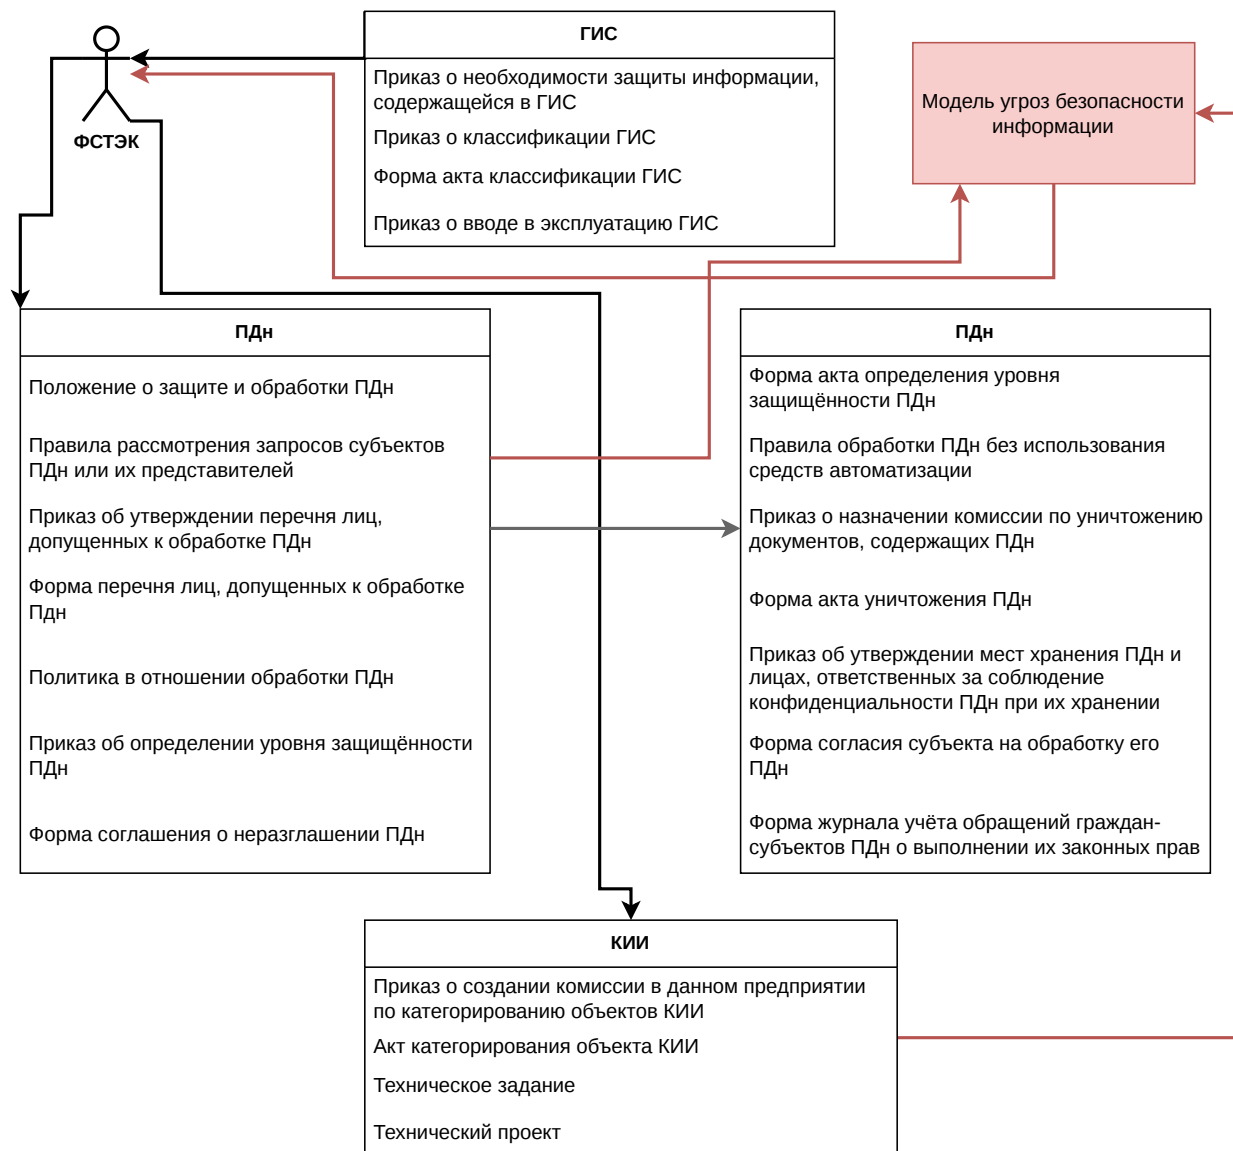 ГИС
Приказ о необходимости защиты информации,
содержащейся в ГИС
Приказ о классификации ГИС
Форма акта классификации ГИС
Приказ о вводе в эксплуатацию ГИС
ФСТЭК
Модель угроз безопасности
информации
ПДн
Положение о защите и обработки ПДн
Правила рассмотрения запросов субъектов
ПДн или их представителей
Приказ об утверждении перечня лиц,
допущенных к обработке ПДн
Форма перечня лиц, допущенных к обработке
Пдн
Политика в отношении обработки ПДн
Приказ об определении уровня защищённости
ПДн
Форма соглашения о неразглашении ПДн
ПДн
Форма акта определения уровня
защищённости ПДн
Правила обработки ПДн без использования
средств автоматизации
Приказ о назначении комиссии по уничтожению
документов, содержащих ПДн
Форма акта уничтожения ПДн
Приказ об утверждении мест хранения ПДн и
лицах, ответственных за соблюдение
конфиденциальности ПДн при их хранении
Форма согласия субъекта на обработку его
ПДн
Форма журнала учёта обращений граждан-
субъектов ПДн о выполнении их законных прав
КИИ
Приказ о создании комиссии в данном предприятии
по категорированию объектов КИИ
Акт категорирования объекта КИИ
Техническое задание
Технический проект